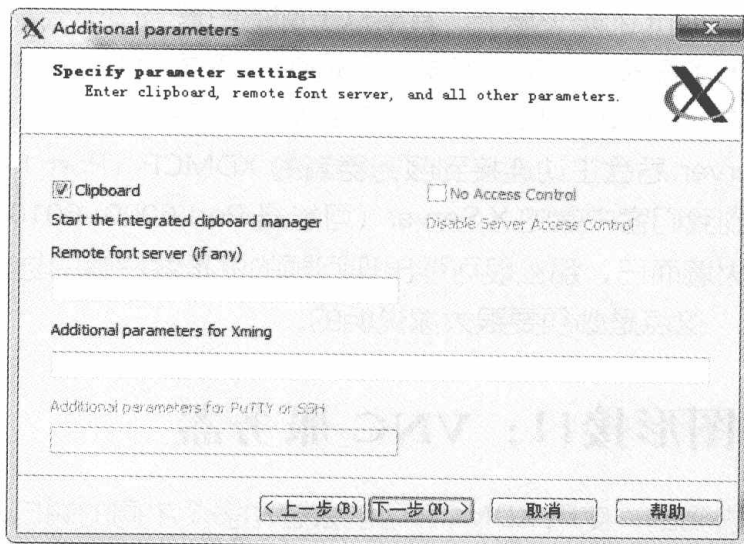 Additional parameters
Specify parameter settings
Enter clipboard, remote font server, and all other parameters.
Clipboard
No Access Control
Start the integrated clipboard manager
Disable Server Access Control
Remote font server (if any)
Additional parameters for Xming
Additional parameters for PuTTY or SSH
< 上一步(B)
下一步(N) >
取消
帮助